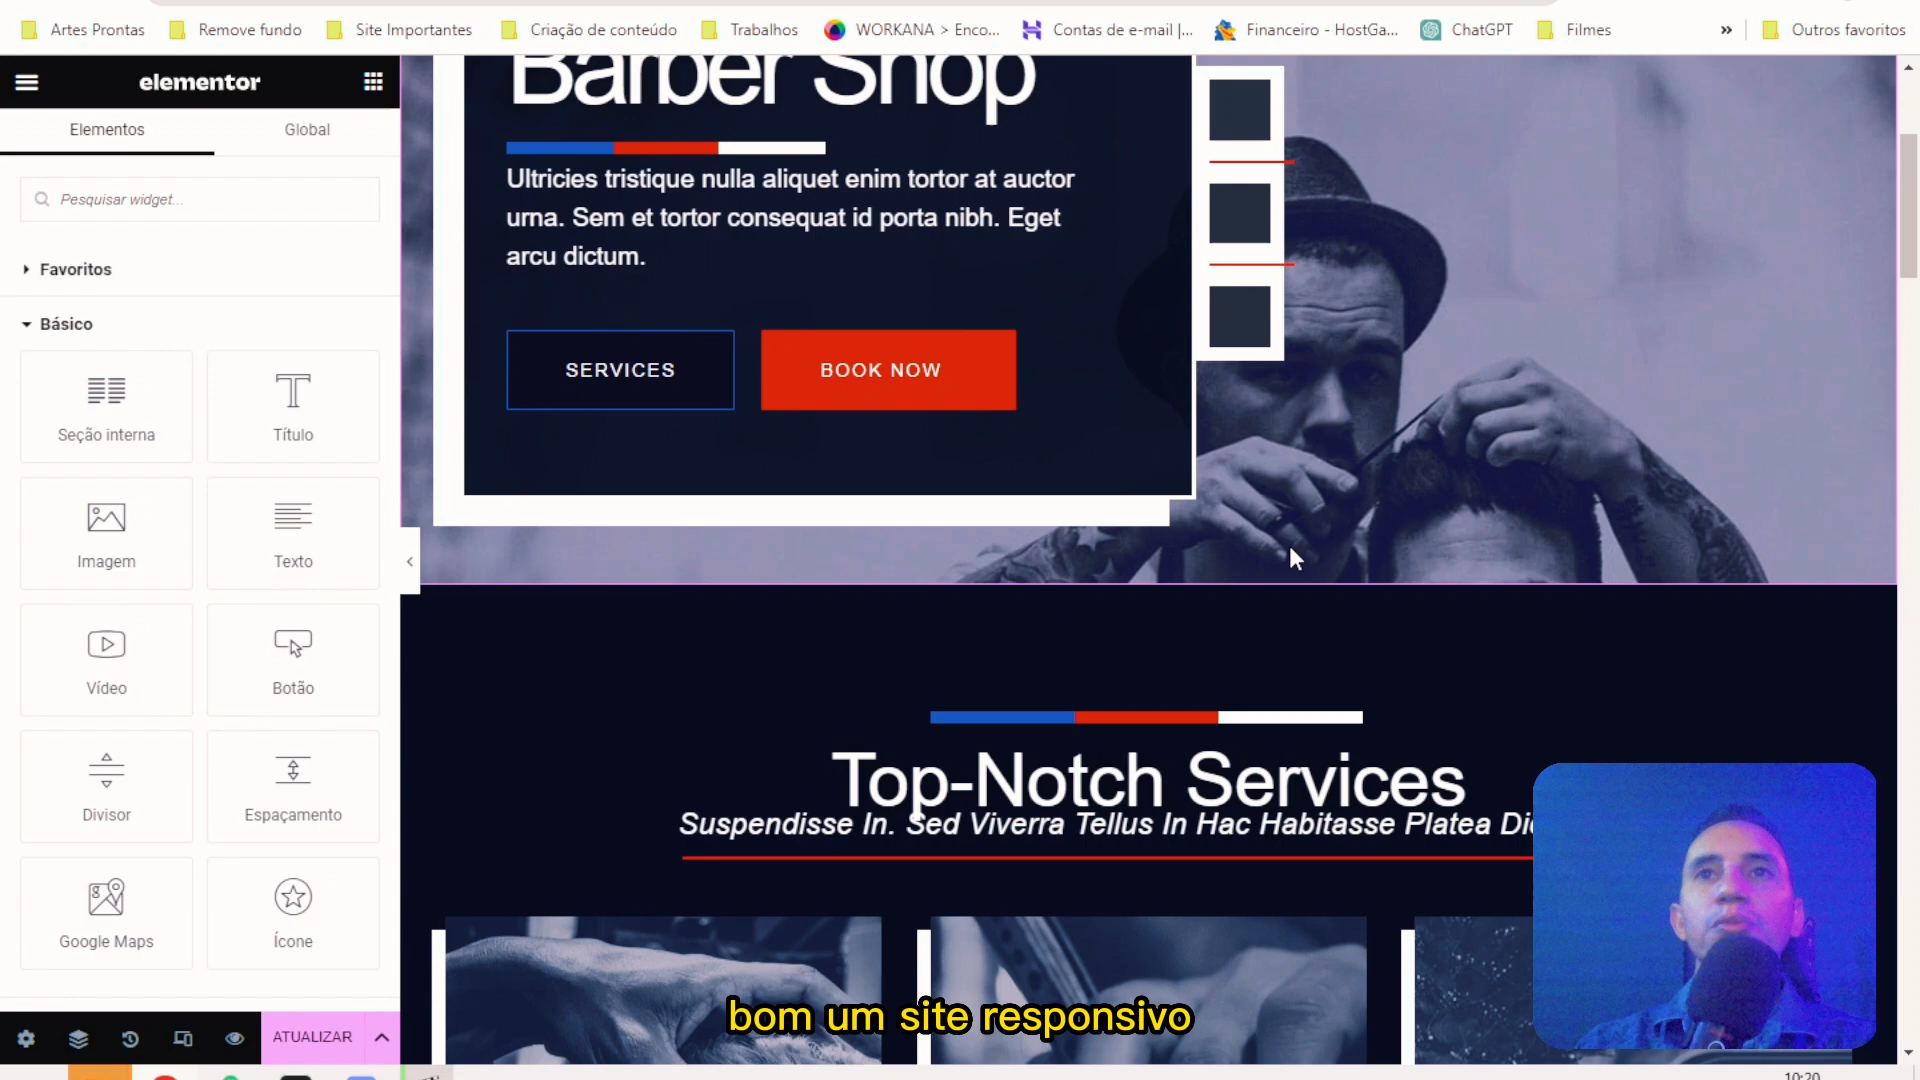 Artes Prontas
Remove fundo
Site Importantes
Criação de conteúdo
Trabalhos
WORKANA > Enco...
Contas de e-mail |...
Financeiro - HostGa...
ChatGPT
Filmes
»
Outros favoritos
elementor
Elementos
Global
Pesquisar widget...
Favoritos
Básico
Seção interna
Título
Imagem
Texto
Vídeo
Botão
Divisor
Espaçamento
Google Maps
Ícone
ATUALIZAR
Barber Shop
Ultricies tristique nulla aliquet enim tortor at auctor
urna. Sem et tortor consequat id porta nibh. Eget
arcu dictum.
SERVICES
BOOK NOW
Top-Notch Services
Suspendisse In. Sed Viverra Tellus In Hac Habitasse Platea
bom um site responsivo
10:20